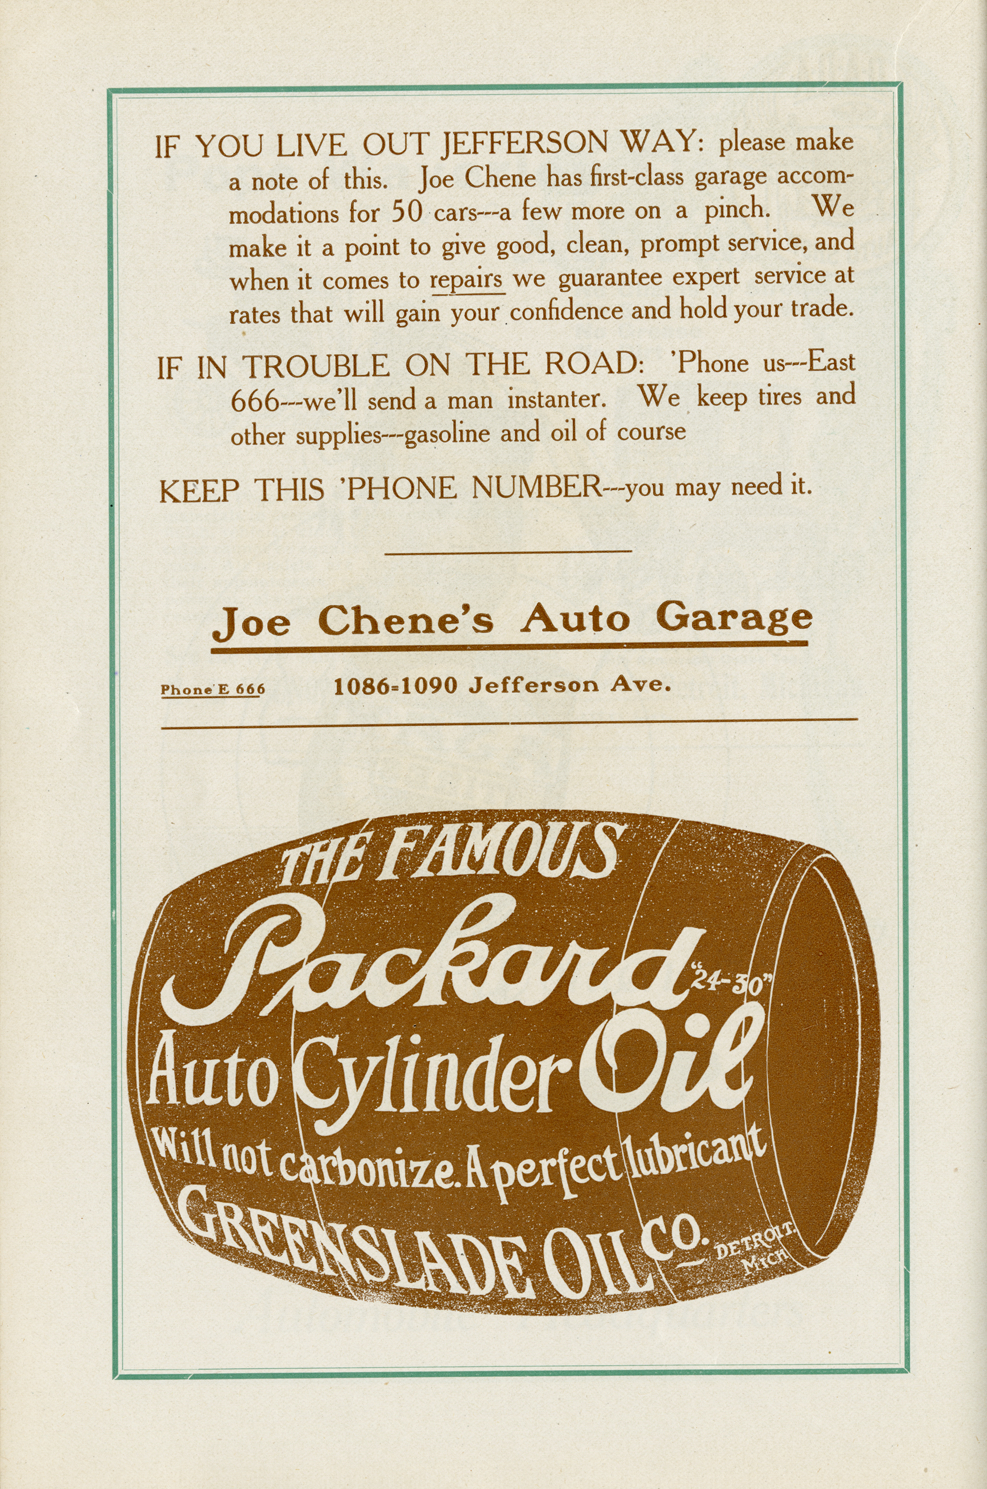 IF YOU LIVE OUT JEFFERSON WAY: please make
a note of this. Joe Chene has first-class garage accom-
modations for 50 cars---a few more on a pinch. We
make it a point to give good, clean, prompt service, and
when it comes to repairs we guarantee expert service at
rates that will gain your confidence and hold your trade.
IF IN TROUBLE ON THE ROAD: 'Phone us---East
666---we'll send a man instanter. We keep tires and
other supplies---gasoline and oil of course
KEEP THIS 'PHONE NUMBER---you may need it.
Joe Chene's Auto Garage
Phone E 666 1086=1090 Jefferson Ave.
THE FAMOUS
Packard "24-30"
Auto Cylinder Oil
Will not carbonize. A perfect lubricant
GREENSLADE OIL CO. DETROIT.
MICH